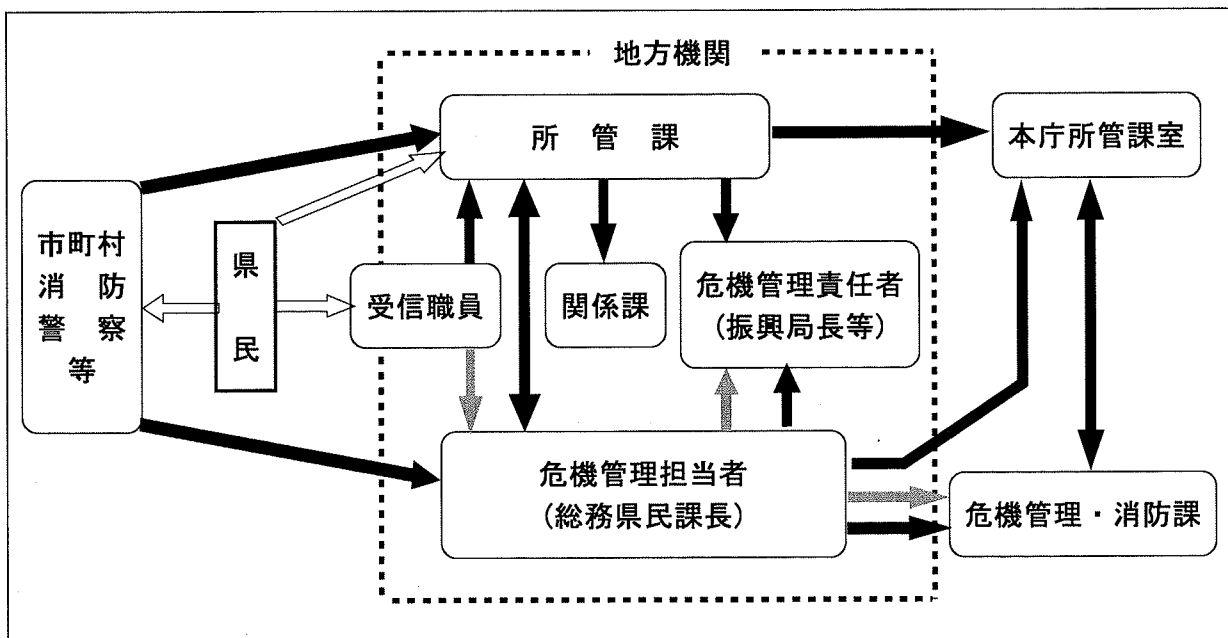 地方機関
所管課
本庁所管課室
市町村
消防
警察
等
県民
受信職員
関係課
危機管理責任者
(振興局長等)
危機管理担当者
(総務県民課長)
危機管理・消防課